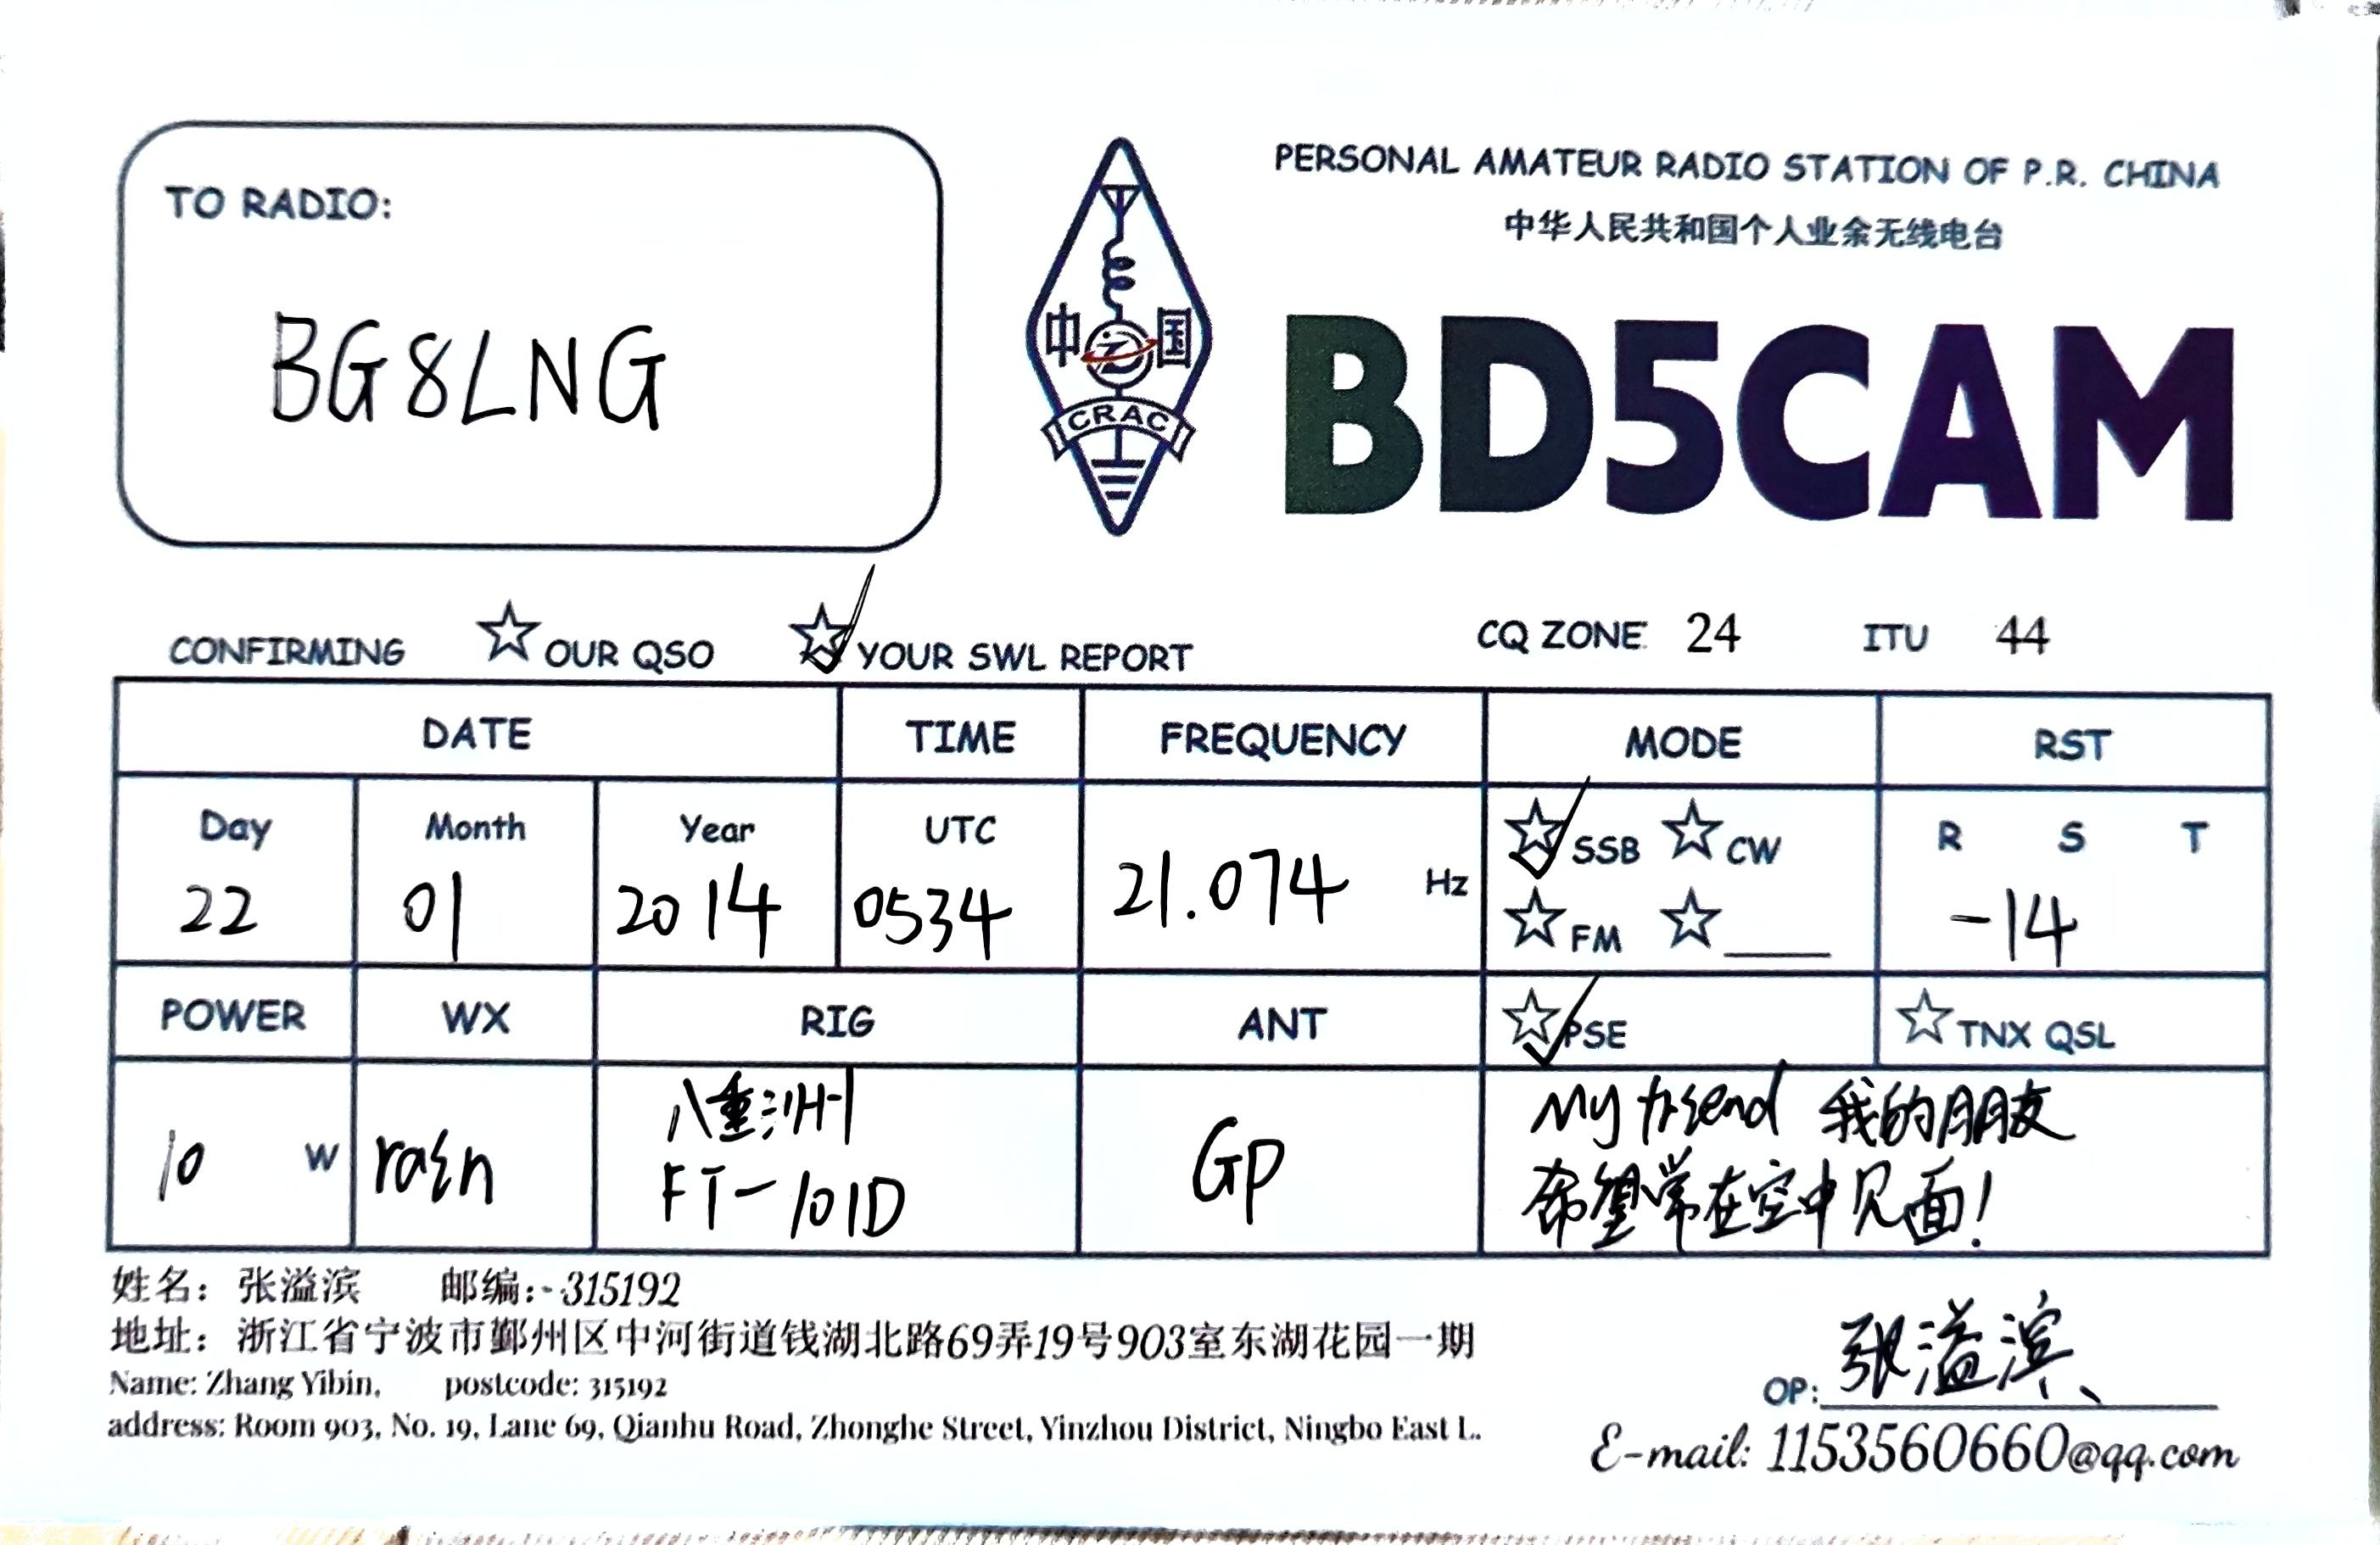 TO RADIO:
BG8LNG
中国
CRAC
PERSONAL AMATEUR RADIO STATION OF P.R. CHINA
中华人民共和国个人业余无线电台
BD5CAM
CONFIRMING ☆ OUR QSO ☆ YOUR SWL REPORT CQ ZONE 24 ITU 44
DATE TIME FREQUENCY MODE RST
Day Month Year UTC Hz ☆ SSB ☆ CW R S T
22 01 2014 0534 21.074 ☆ FM ☆ ____ -14
POWER WX RIG ANT ☆ PSE ☆ TNX QSL
10 W rain 八重洲 GP My friend 我的朋友
FT-101D 希望常在空中见面!
姓名: 张溢滨 邮编: 315192
地址: 浙江省宁波市鄞州区中河街道钱湖北路69弄19号903室东湖花园一期
Name: Zhang Yibin, postcode: 315192
address: Room 903, No. 19, Lane 69, Qianhu Road, Zhonghe Street, Yinzhou District, Ningbo East L.
OP: 张溢滨
E-mail: 1153560660@qq.com